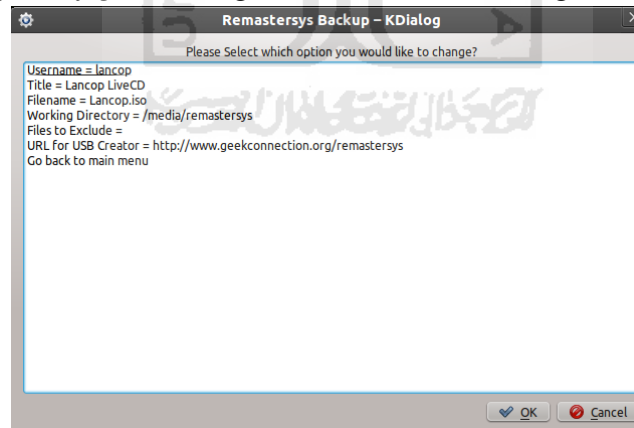 Remastersys Backup – KDialog
Please Select which option you would like to change?
Username = lancop
Title = Lancop LiveCD
Filename = Lancop.iso
Working Directory = /media/remastersys
Files to Exclude =
URL for USB Creator = http://www.geekconnection.org/remastersys
Go back to main menu
OK
Cancel